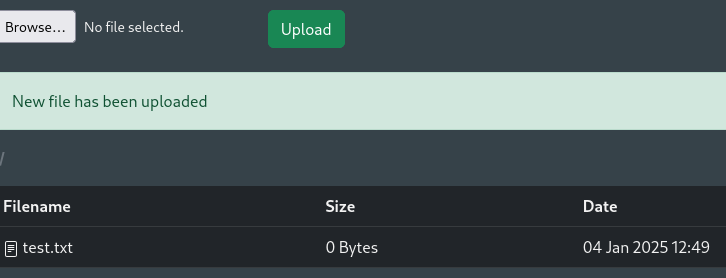 Browse... No file selected. Upload
New file has been uploaded
/
Filename Size Date
test.txt 0 Bytes 04 Jan 2025 12:49